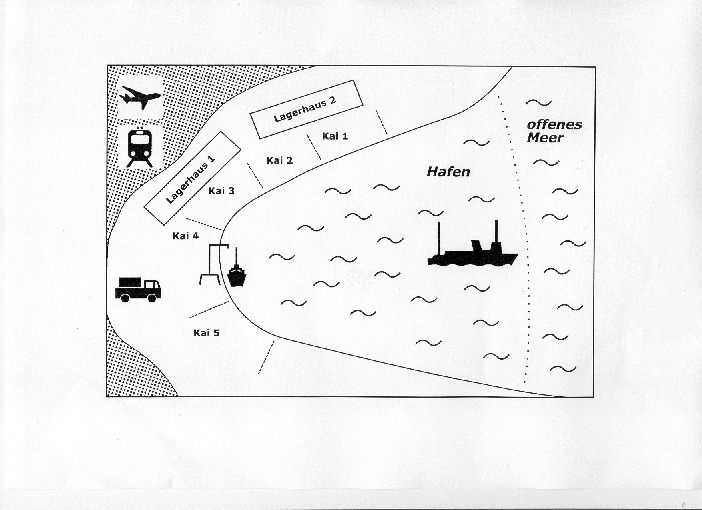 Lagerhaus 2
offenes
Meer
Kai 1
Kai 2
Hafen
Lagerhaus 1
Kai 3
Kai 4
Kai 5